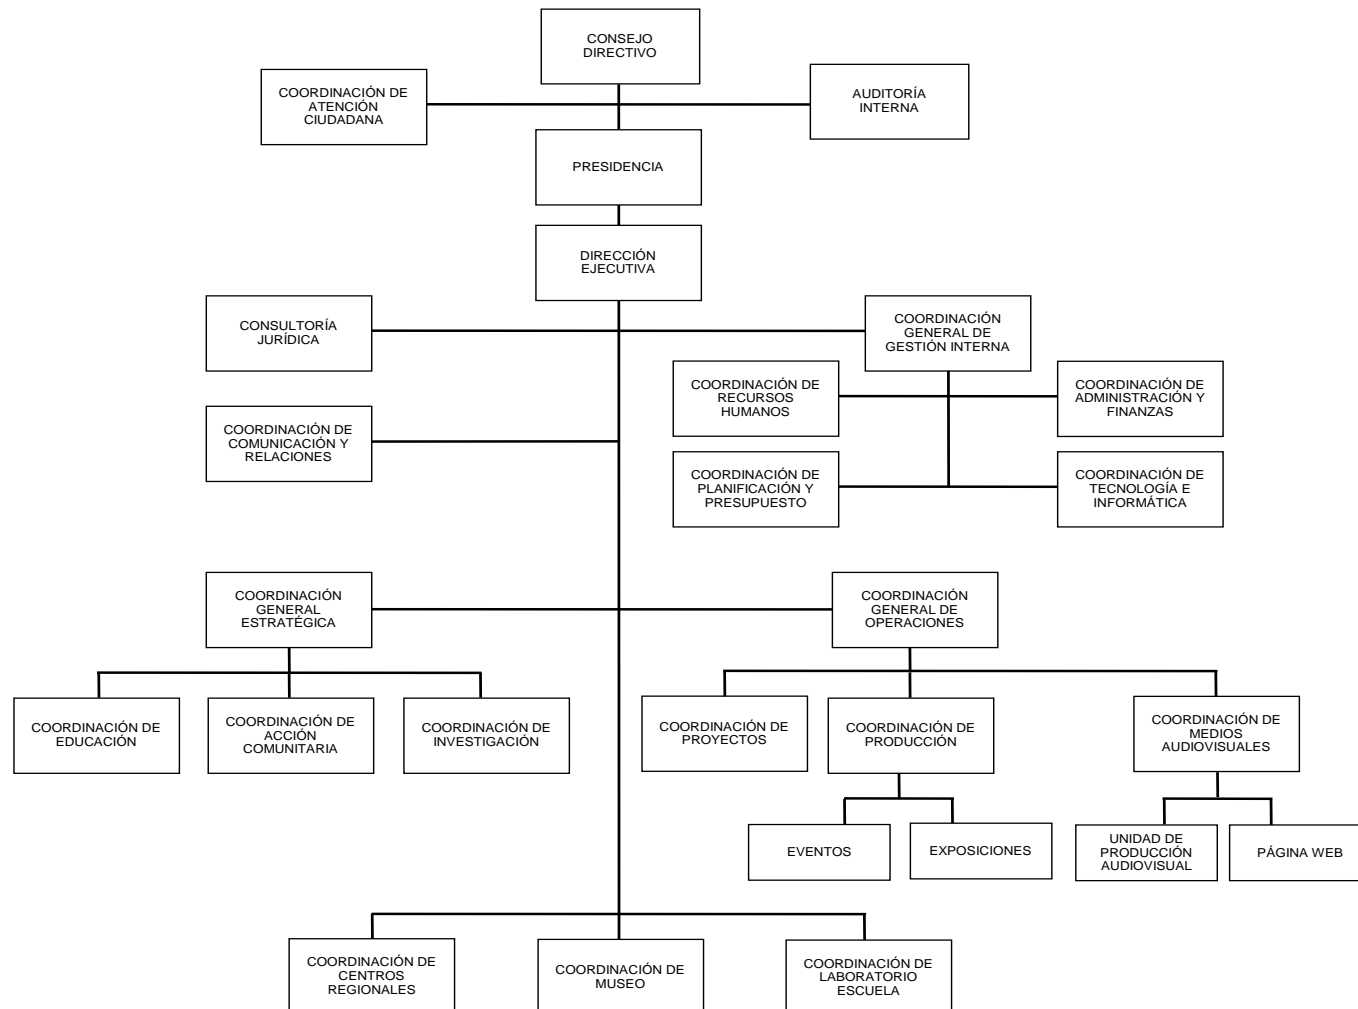 CONSEJO
DIRECTIVO
COORDINACIÓN DE
ATENCIÓN
CIUDADANA
AUDITORÍA
INTERNA
PRESIDENCIA
DIRECCIÓN
EJECUTIVA
CONSULTORÍA
JURÍDICA
COORDINACIÓN
GENERAL DE
GESTIÓN INTERNA
COORDINACIÓN DE
RECURSOS
HUMANOS
COORDINACIÓN DE
ADMINISTRACIÓN Y
FINANZAS
COORDINACIÓN DE
COMUNICACIÓN Y
RELACIONES
COORDINACIÓN DE
PLANIFICACIÓN Y
PRESUPUESTO
COORDINACIÓN DE
TECNOLOGÍA E
INFORMÁTICA
COORDINACIÓN
GENERAL
ESTRATÉGICA
COORDINACIÓN
GENERAL DE
OPERACIONES
COORDINACIÓN DE
EDUCACIÓN
COORDINACIÓN DE
ACCIÓN
COMUNITARIA
COORDINACIÓN DE
INVESTIGACIÓN
COORDINACIÓN DE
PROYECTOS
COORDINACIÓN DE
PRODUCCIÓN
COORDINACIÓN DE
MEDIOS
AUDIOVISUALES
EVENTOS
EXPOSICIONES
UNIDAD DE
PRODUCCIÓN
AUDIOVISUAL
PÁGINA WEB
COORDINACIÓN DE
CENTROS
REGIONALES
COORDINACIÓN DE
MUSEO
COORDINACIÓN DE
LABORATORIO
ESCUELA